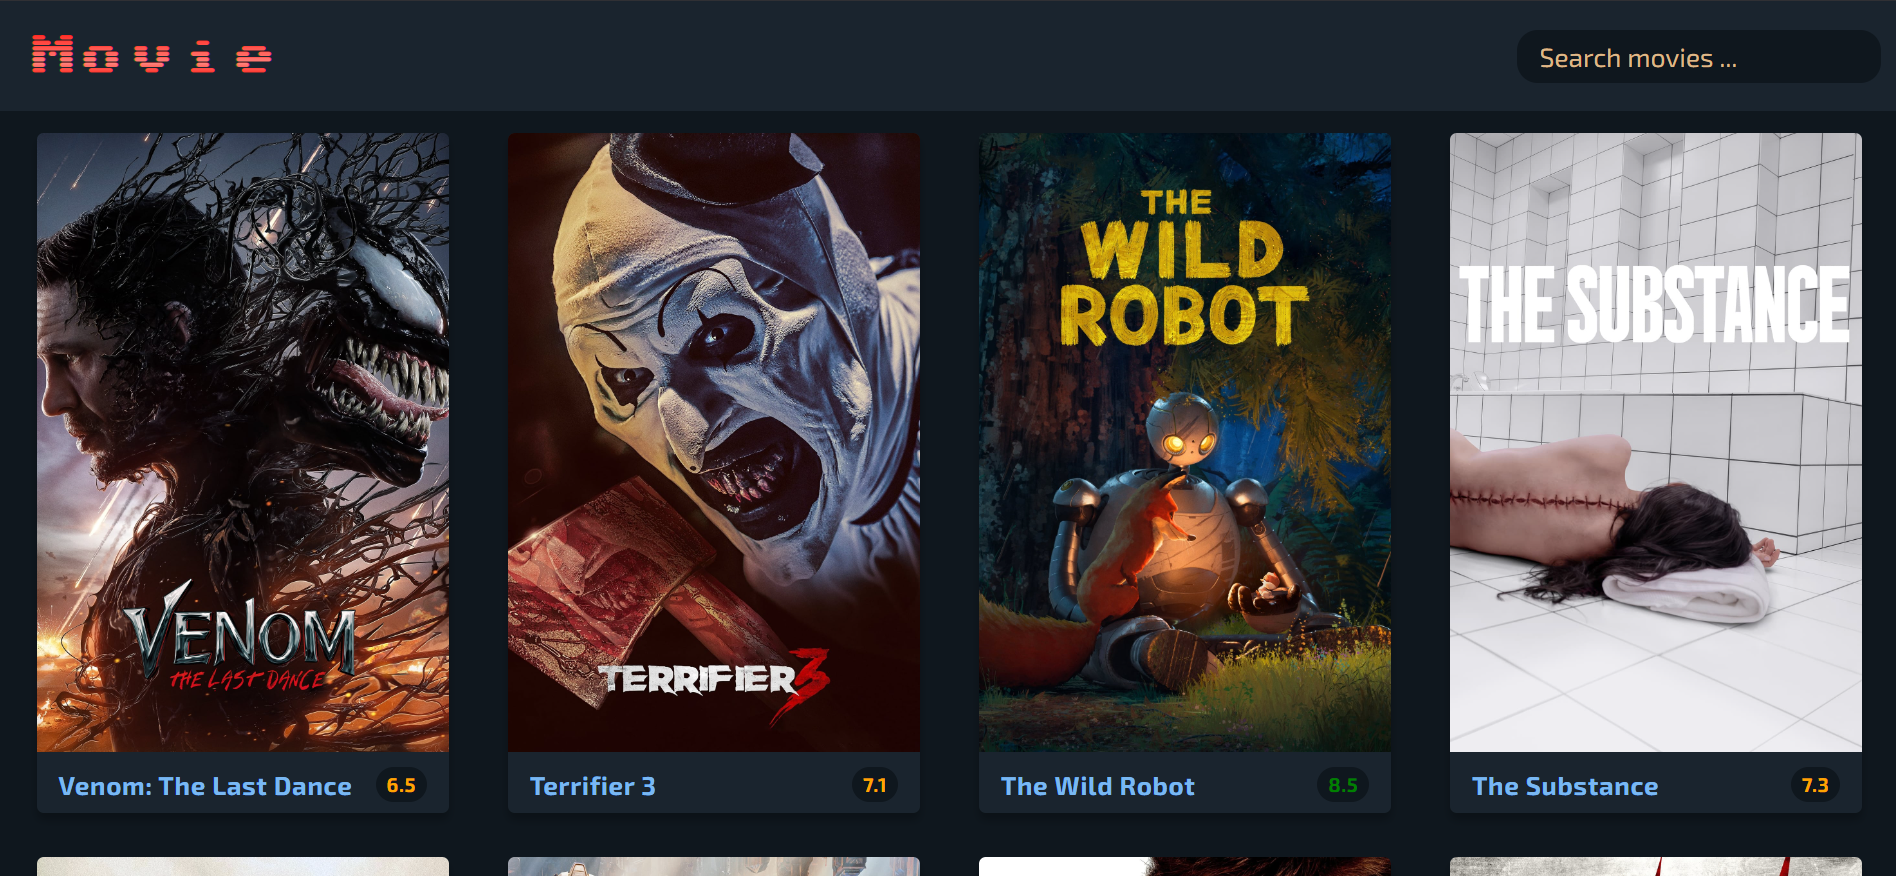 Movie
Search movies ...
VENOM
THE LAST DANCE
TERRIFIER 3
THE
WILD
ROBOT
THE SUBSTANCE
Venom: The Last Dance 6.5
Terrifier 3 7.1
The Wild Robot 8.5
The Substance 7.3